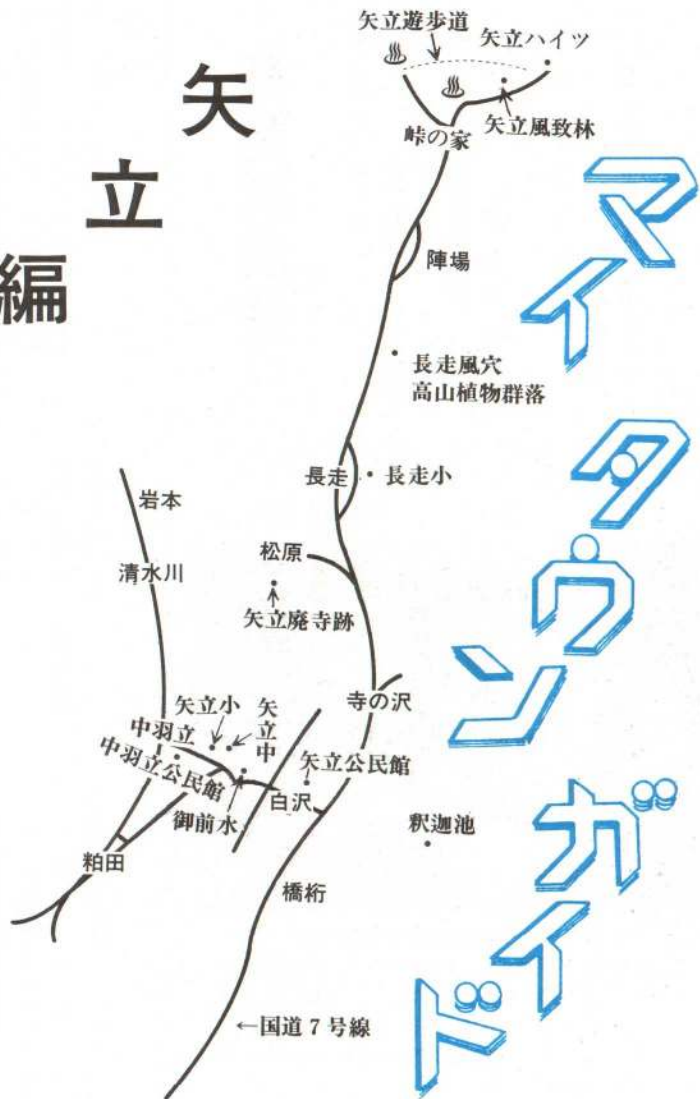 マイタウンガイド
矢立編
矢立遊歩道
矢立ハイツ
矢立風致林
峠の家
陣場
長走風穴
高山植物群落
長走
長走小
岩本
清水川
松原
矢立廃寺跡
寺の沢
矢立小
矢立中
中羽立
中羽立公民館
矢立公民館
御前水
白沢
釈迦池
粕田
橋桁
←国道7号線